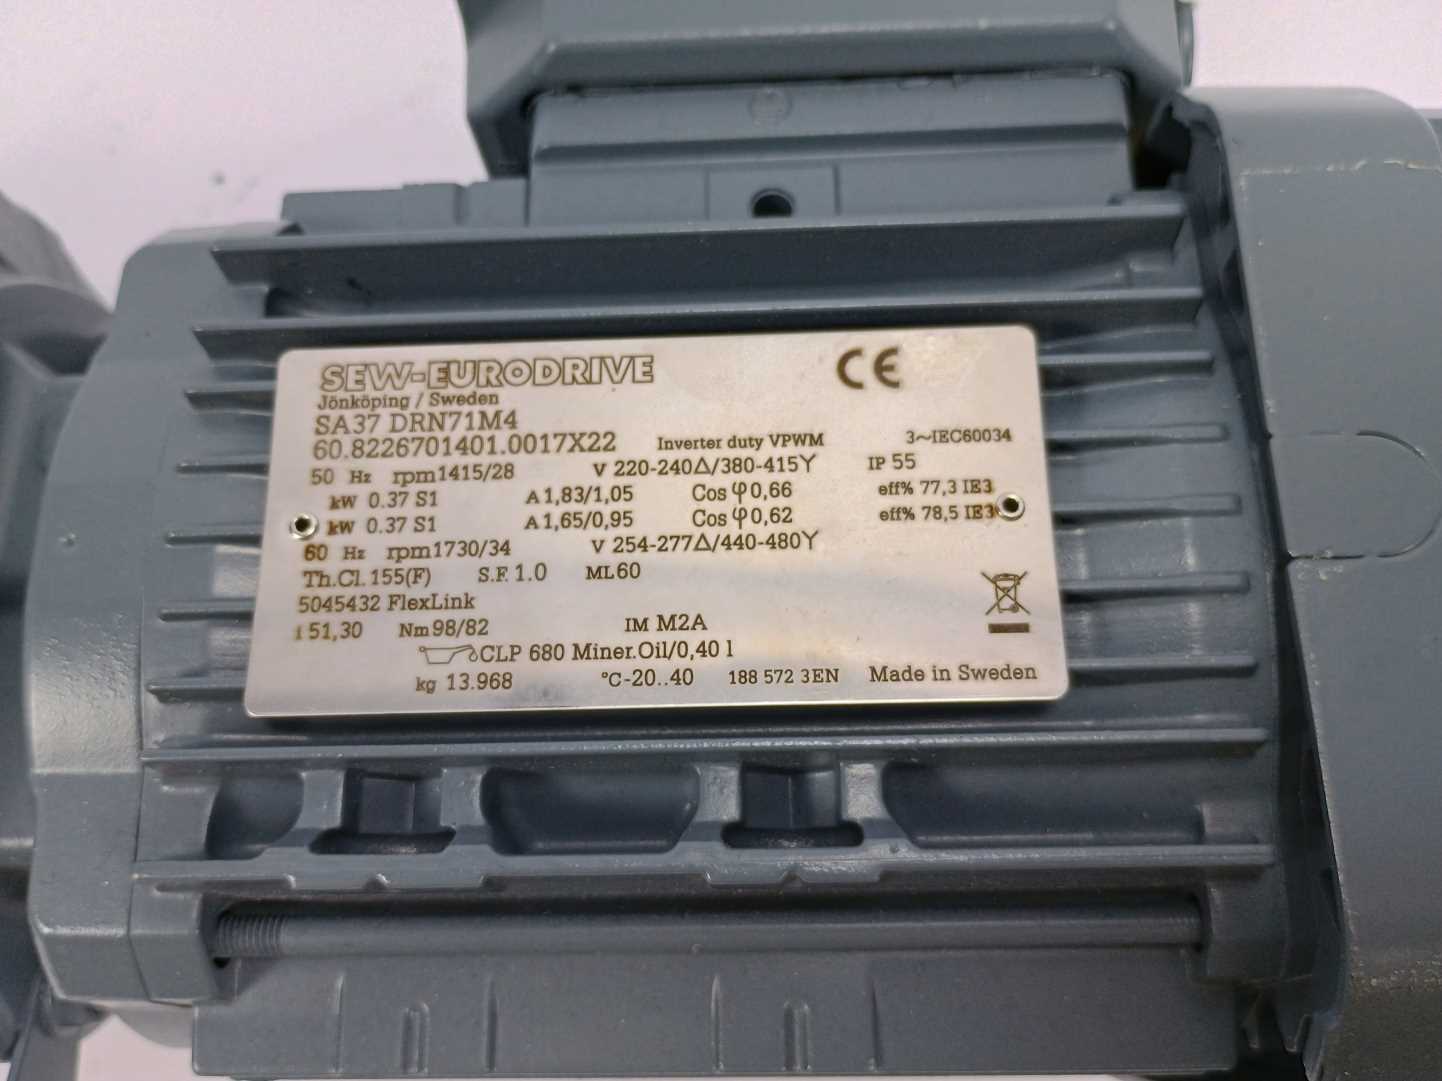 SEW-EURODRIVE CE
Jönköping / Sweden
SA37 DRN71M4
60.8226701401.0017X22 Inverter duty VPWM 3~IEC60034
50 Hz rpm1415/28 V 220-240Δ/380-415Y IP 55
kW 0.37 S1 A 1,83/1,05 Cos φ 0,66 eff% 77,3 IE3
kW 0.37 S1 A 1,65/0,95 Cos φ 0,62 eff% 78,5 IE3
60 Hz rpm1730/34 V 254-277Δ/440-480Y
Th.Cl. 155(F) S.F. 1.0 ML 60
5045432 FlexLink
i 51,30 Nm 98/82 IM M2A
CLP 680 Miner.Oil/0,40 l
kg 13.968 °C-20..40 188 572 3EN Made in Sweden